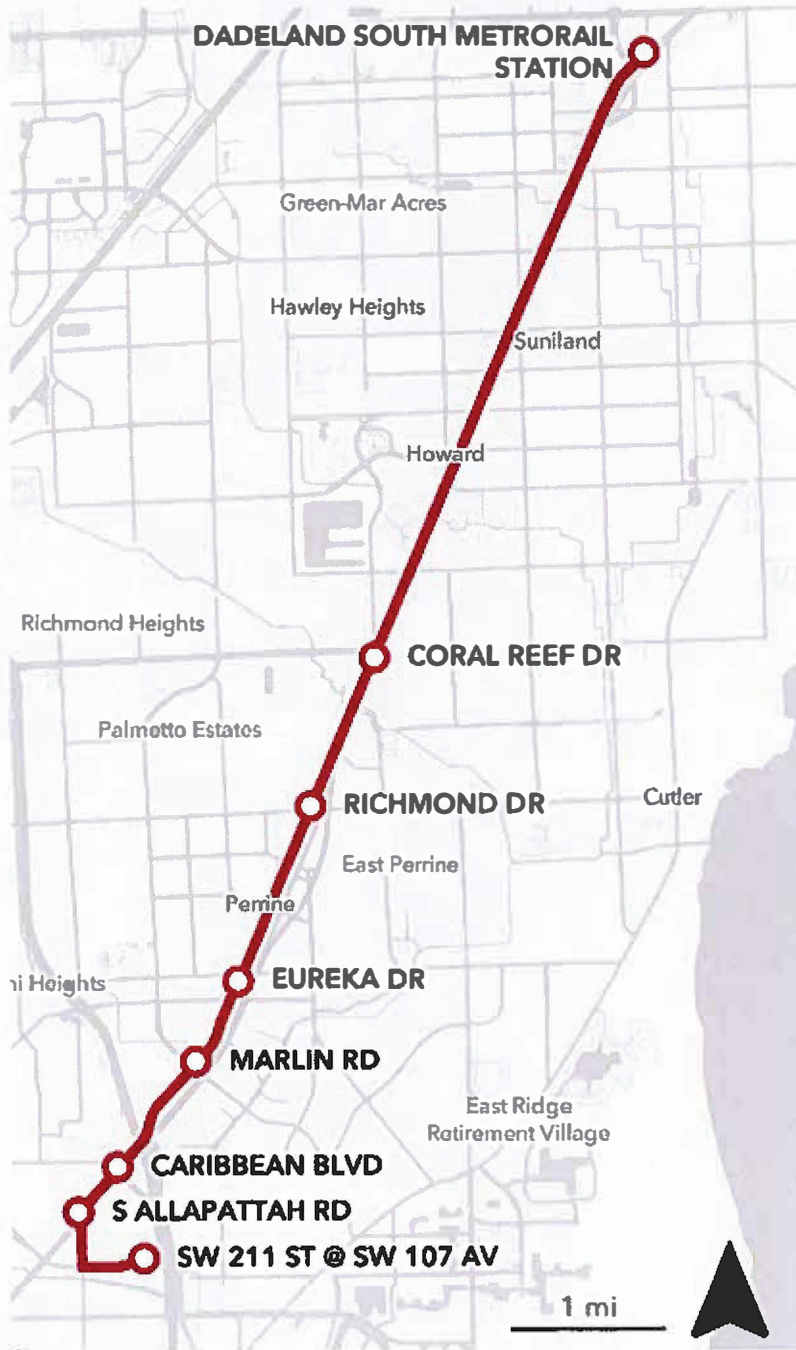 DADELAND SOUTH METRORAIL
STATION
Green-Mar Acres
Hawley Heights
Suniland
Howard
Richmond Heights
CORAL REEF DR
Palmetto Estates
Cutler
RICHMOND DR
East Perrine
Perrine
EUREKA DR
ni Heights
MARLIN RD
East Ridge
Retirement Village
CARIBBEAN BLVD
S ALLAPATTAH RD
SW 211 ST @ SW 107 AV
1 mi